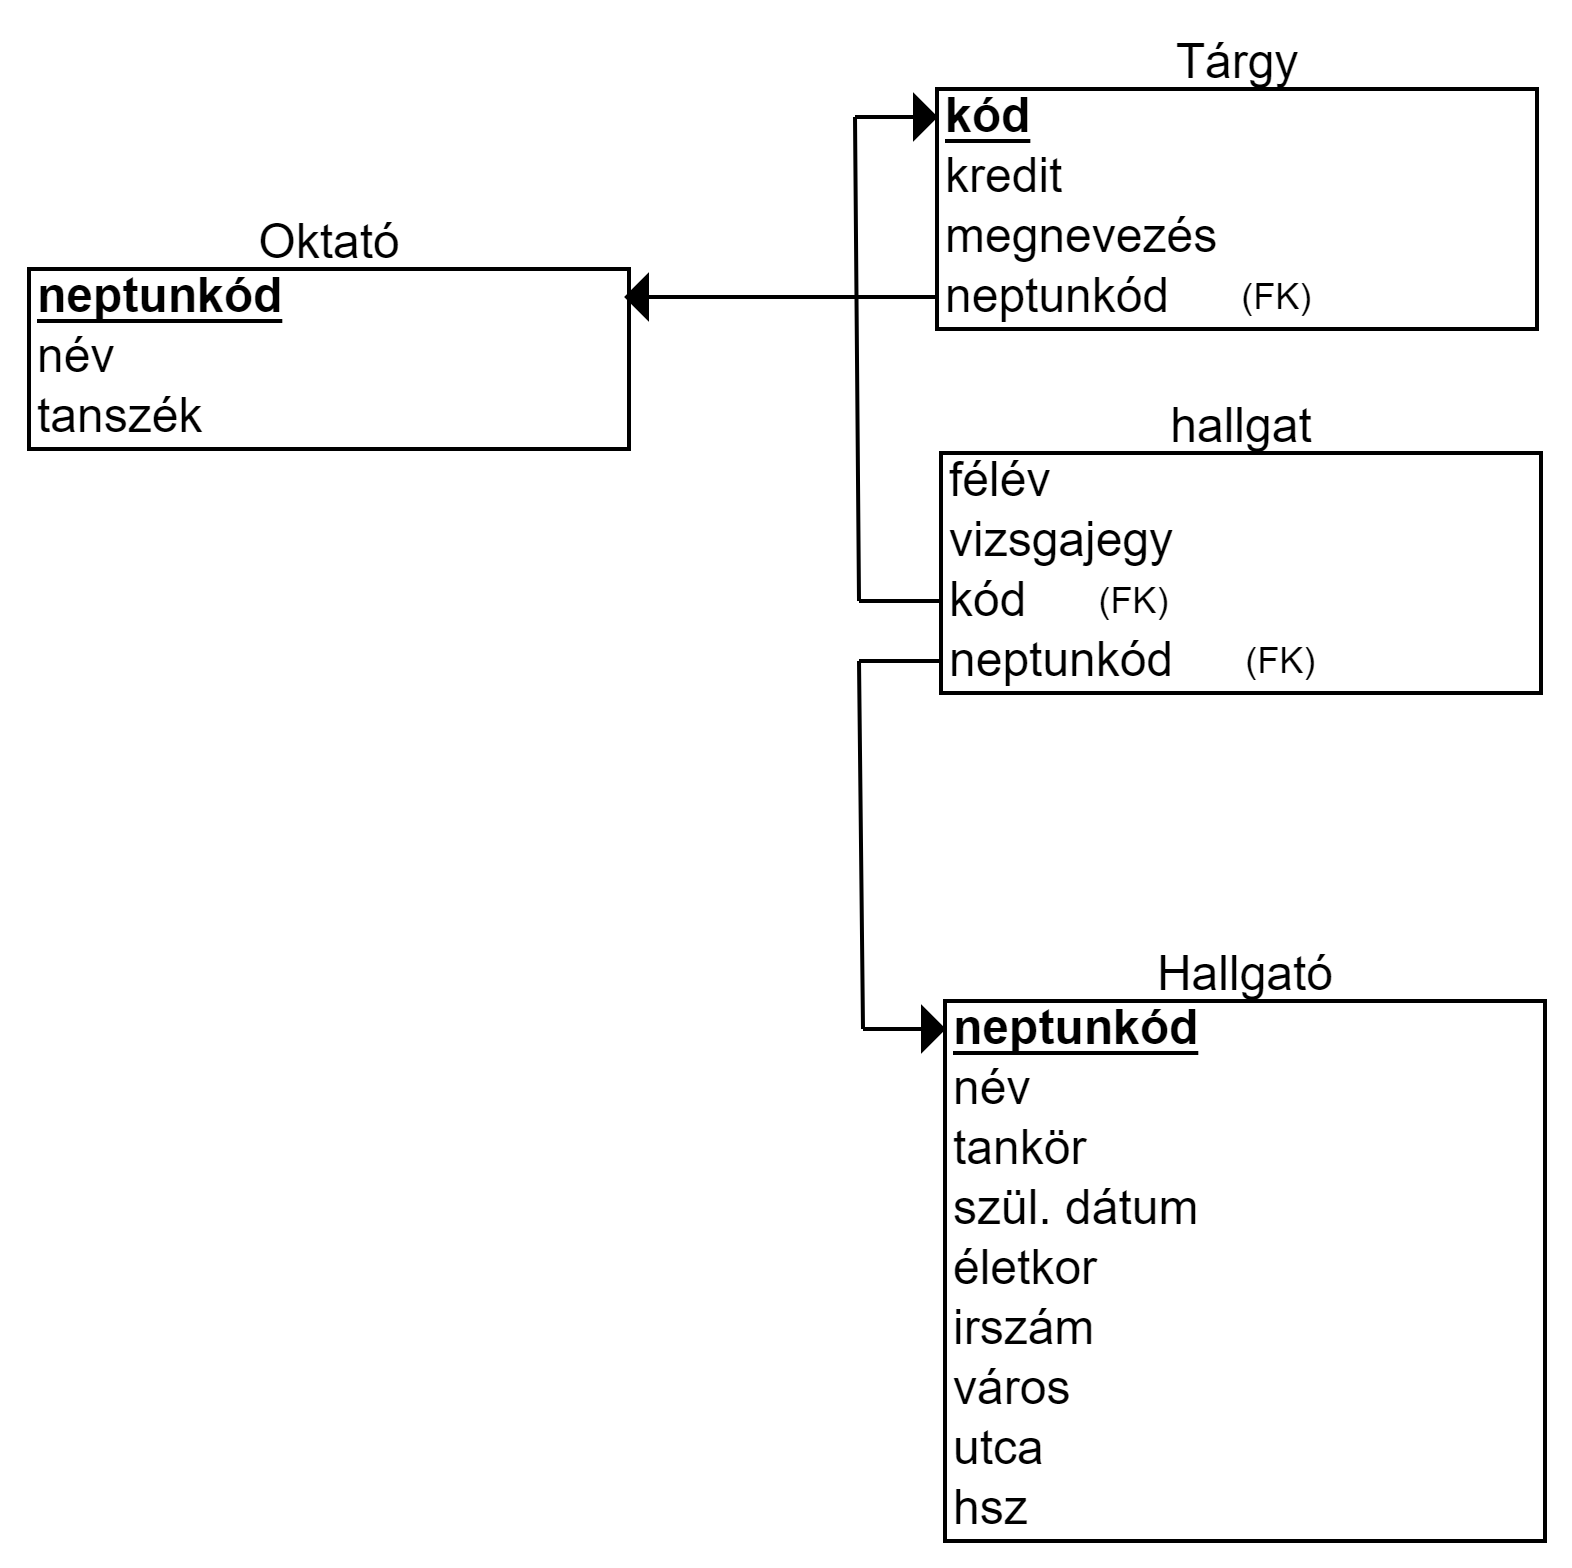 Tárgy
kód
kredit
megnevezés
neptunkód (FK)
Oktató
neptunkód
név
tanszék
hallgat
félév
vizsgajegy
kód (FK)
neptunkód (FK)
Hallgató
neptunkód
név
tankör
szül. dátum
életkor
irszám
város
utca
hsz